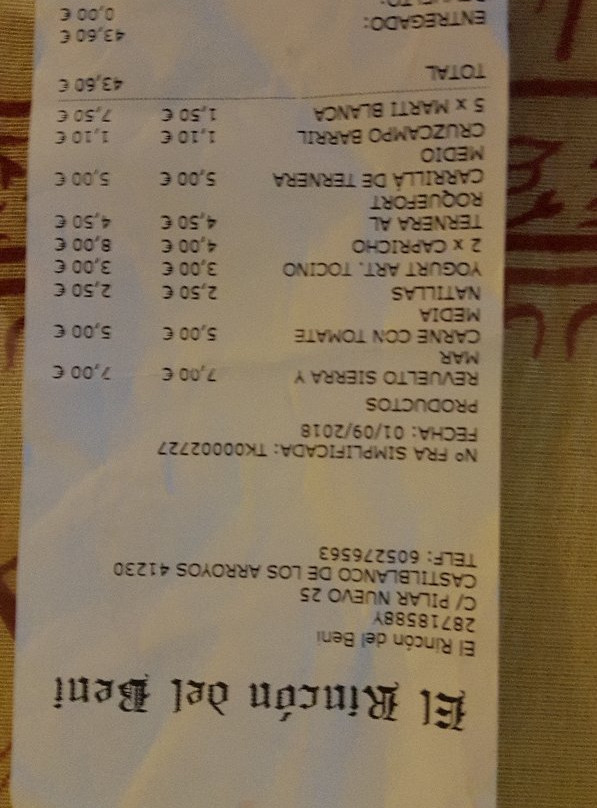 El Rincón del Beni
El Rincón del Beni
28718588Y
C/ PILAR NUEVO 25
CASTILBLANCO DE LOS ARROYOS 41230
TELF: 605276563
Nº FRA SIMPLIFICADA: TK00002727
FECHA: 01/09/2018
PRODUCTOS
REVUELTO SIERRA Y 7,00 € 7,00 €
MAR
CARNE CON TOMATE 5,00 € 5,00 €
MEDIA
NATILLAS 2,50 € 2,50 €
YOGURT ART. TOCINO 3,00 € 3,00 €
2 x CAPRICHO 4,00 € 8,00 €
TERNERA AL 4,50 € 4,50 €
ROQUEFORT
CARRILLÁ DE TERNERA 5,00 € 5,00 €
MEDIO
CRUZCAMPO BARRIL 1,10 € 1,10 €
5 x MARTI BLANCA 1,50 € 7,50 €
TOTAL 43,60 €
ENTREGADO: 43,60 €
0,00 €